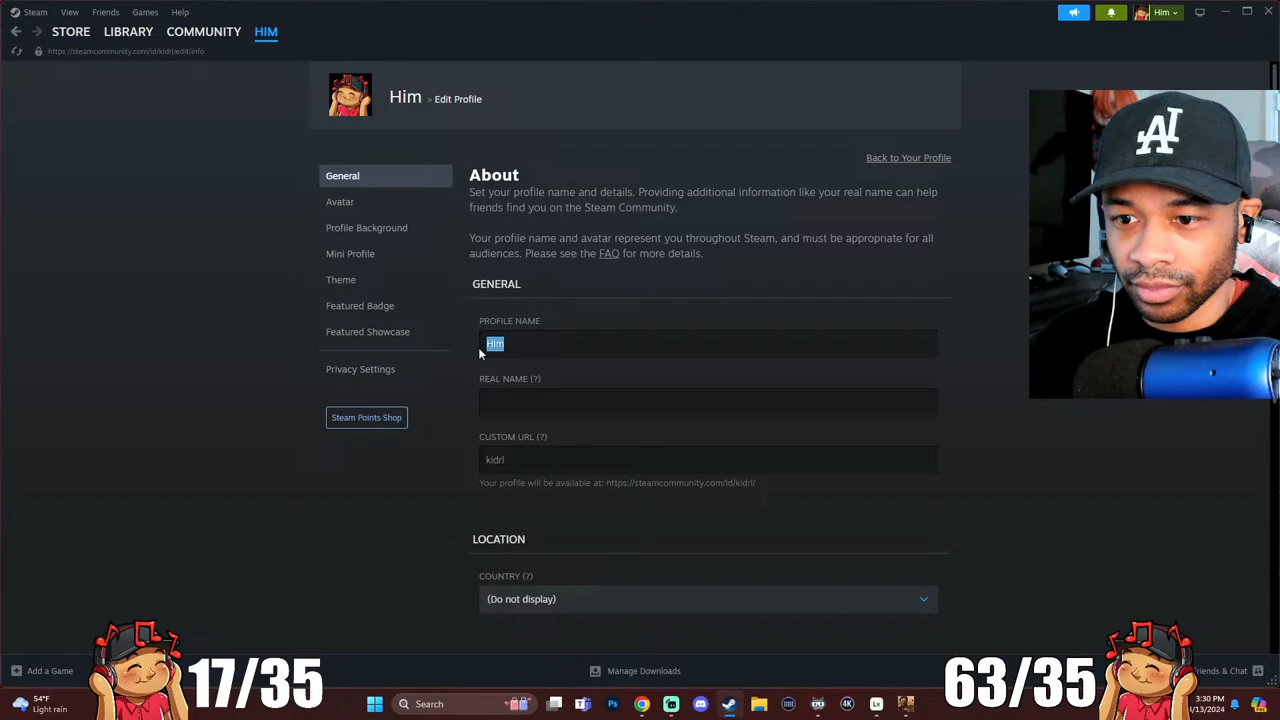 Steam View Friends Games Help Him
STORE LIBRARY COMMUNITY HIM
https://steamcommunity.com/id/kidrl/edit/info
Him » Edit Profile
Back to Your Profile
General
Avatar
Profile Background
Mini Profile
Theme
Featured Badge
Featured Showcase
Privacy Settings
Steam Points Shop
About
Set your profile name and details. Providing additional information like your real name can help
friends find you on the Steam Community.
Your profile name and avatar represent you throughout Steam, and must be appropriate for all
audiences. Please see the FAQ for more details.
GENERAL
PROFILE NAME
Him
REAL NAME (?)
CUSTOM URL (?)
kidrl
Your profile will be available at: https://steamcommunity.com/id/kidrl/
LOCATION
COUNTRY (?)
(Do not display)
Add a Game
Manage Downloads
& Chat
17/35
63/35
54°F
Light rain
Search
Ps
4K
Lx
3:30 PM
/13/2024